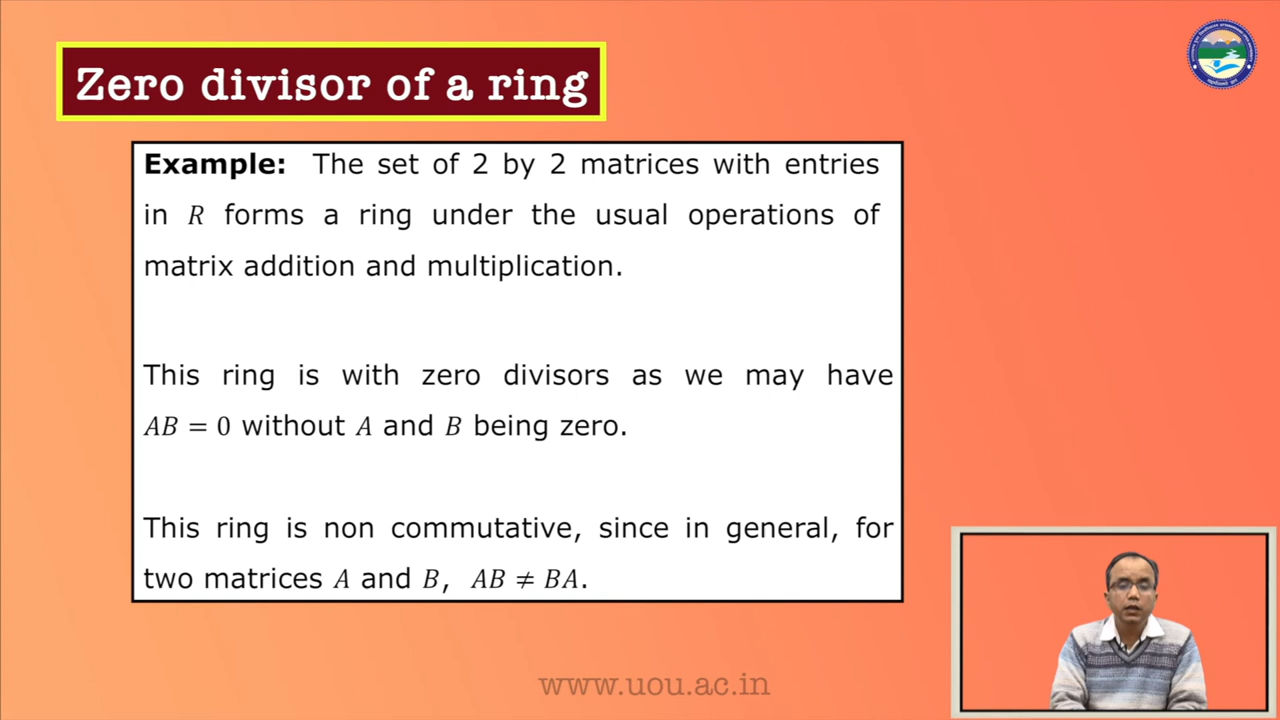 Zero divisor of a ring
Example: The set of 2 by 2 matrices with entries
in R forms a ring under the usual operations of
matrix addition and multiplication.
This ring is with zero divisors as we may have
AB = 0 without A and B being zero.
This ring is non commutative, since in general, for
two matrices A and B, AB ≠ BA.
www.uou.ac.in